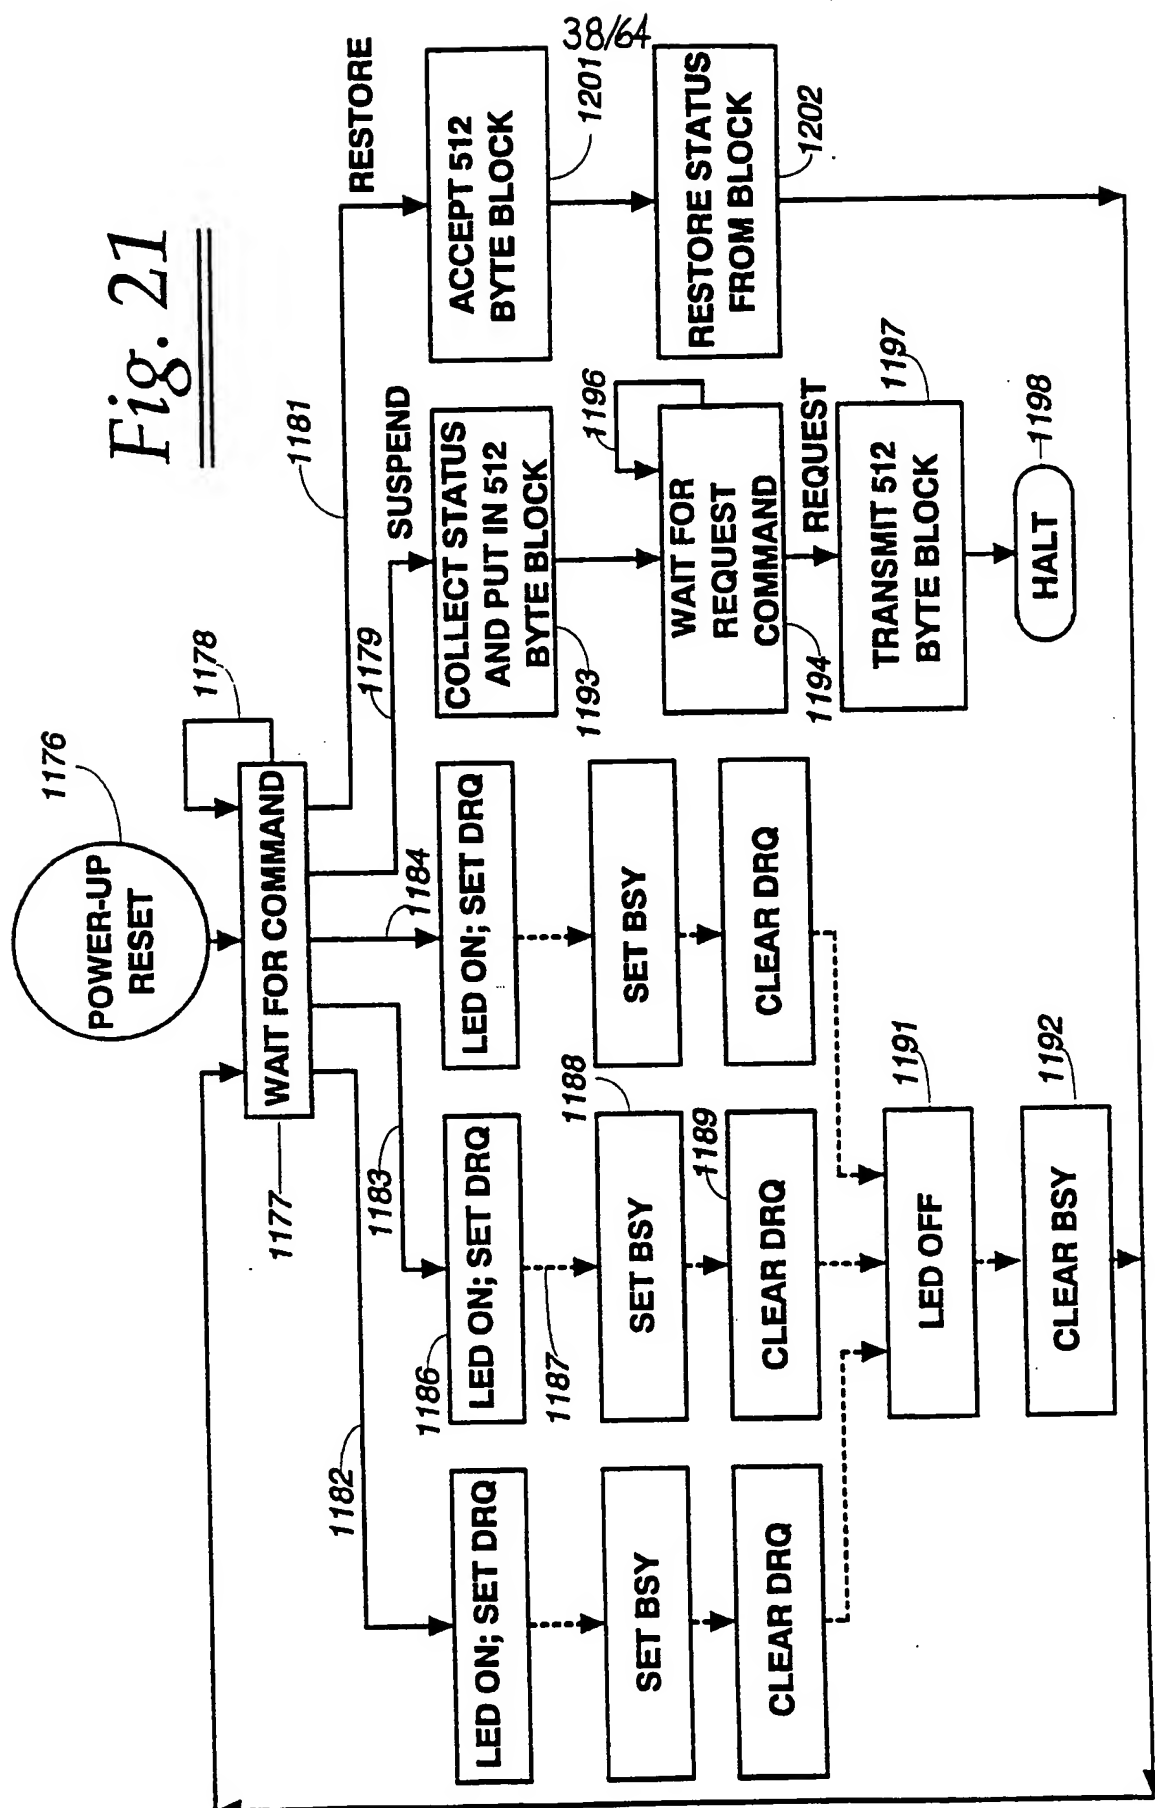 38/64
Fig. 21
1176
POWER-UP
RESET
1178
1177
WAIT FOR COMMAND
1182
1183
1184
1179
1181
SUSPEND
RESTORE
LED ON; SET DRQ
SET BSY
CLEAR DRQ
1186
LED ON; SET DRQ
1187
1188
SET BSY
1189
CLEAR DRQ
LED ON; SET DRQ
SET BSY
CLEAR DRQ
1191
LED OFF
1192
CLEAR BSY
COLLECT STATUS
AND PUT IN 512
BYTE BLOCK
1193
1196
WAIT FOR
REQUEST
COMMAND
1194
REQUEST
TRANSMIT 512
BYTE BLOCK
1197
HALT
1198
ACCEPT 512
BYTE BLOCK
1201
RESTORE STATUS
FROM BLOCK
1202